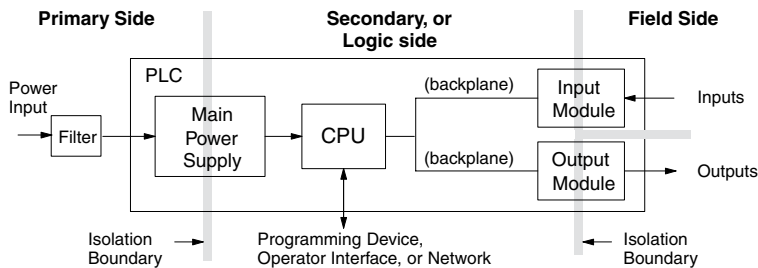 Primary Side
Secondary, or
Logic side
Field Side
PLC
Power
Input
Filter
Main
Power
Supply
CPU
(backplane)
(backplane)
Input
Module
Output
Module
Inputs
Outputs
Isolation
Boundary
Programming Device,
Operator Interface, or Network
Isolation
Boundary